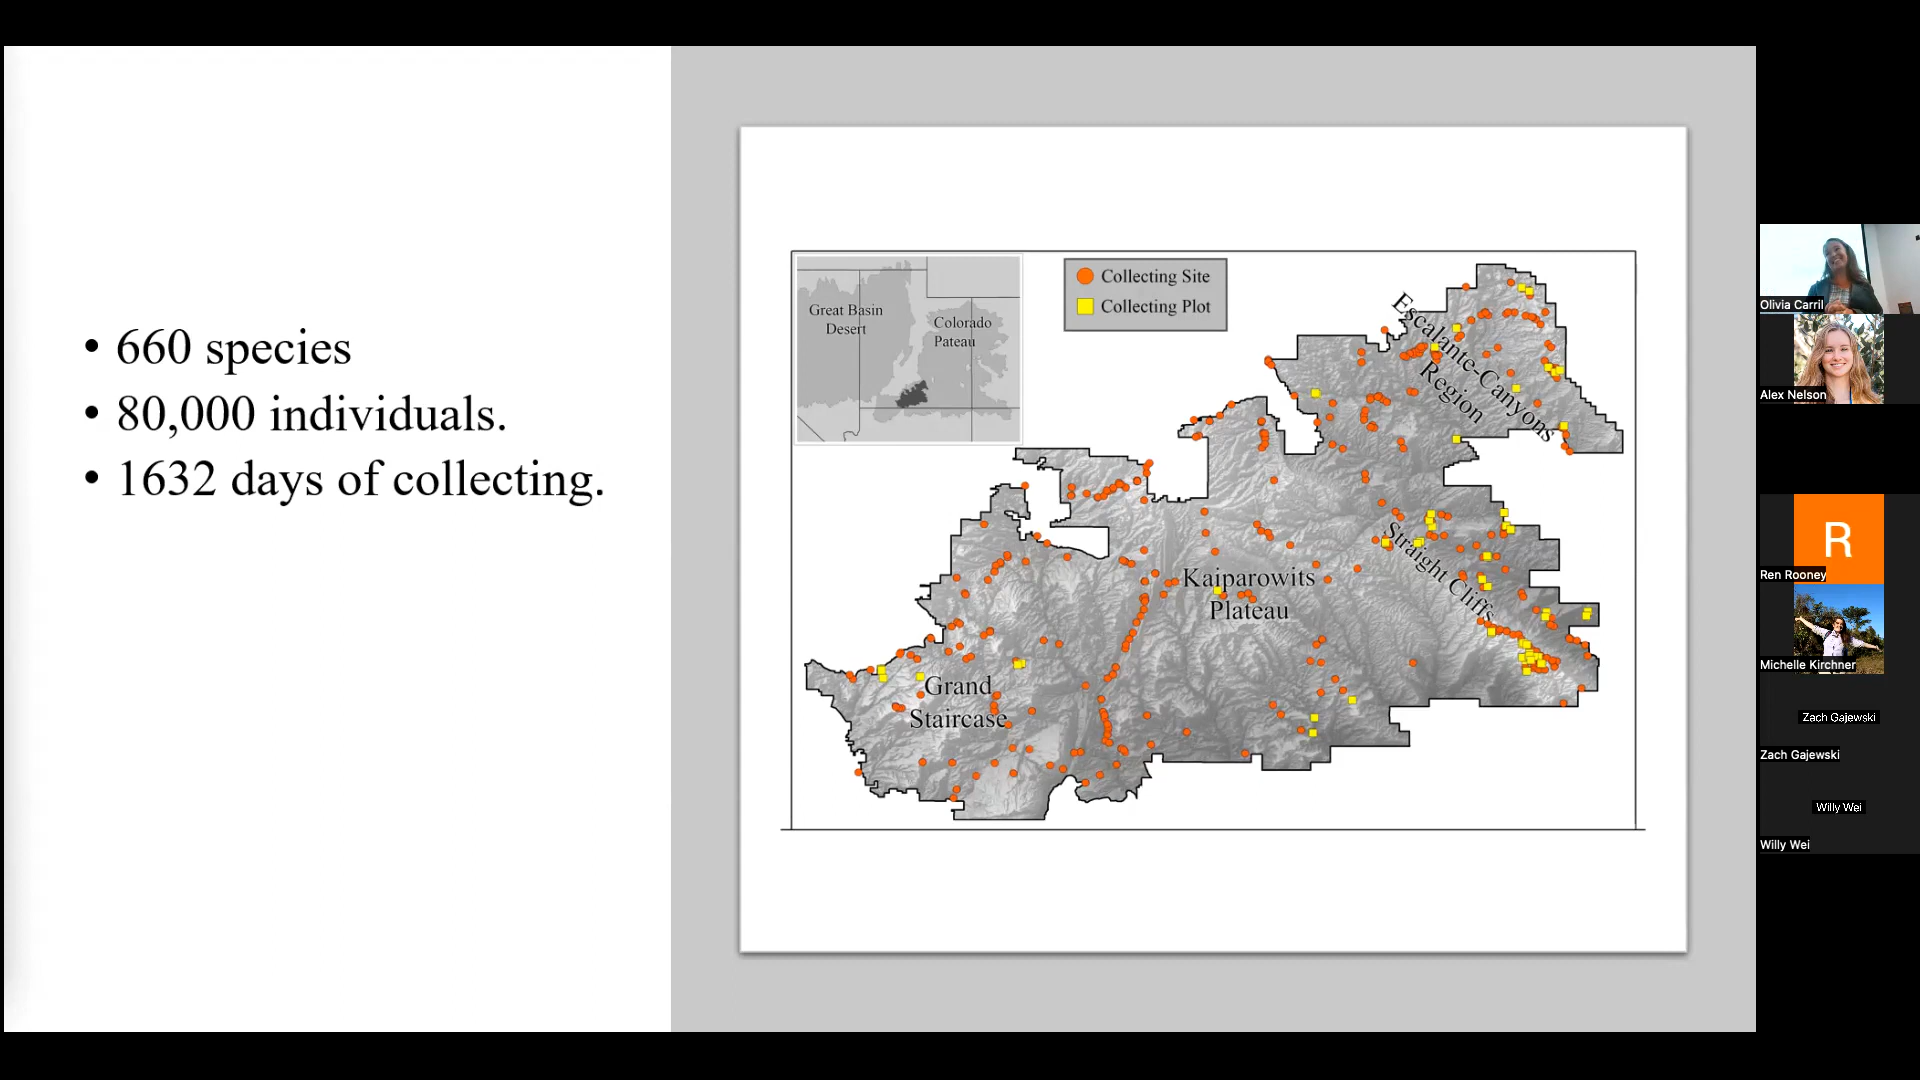 • 660 species
• 80,000 individuals.
• 1632 days of collecting.
Great Basin
Desert
Colorado
Pateau
Collecting Site
Collecting Plot
Escalante-Canyons
Region
Straight Cliffs
Kaiparowits
Plateau
Grand
Staircase
Olivia Carril
Alex Nelson
R
Ren Rooney
Michelle Kirchner
Zach Gajewski
Zach Gajewski
Willy Wei
Willy Wei